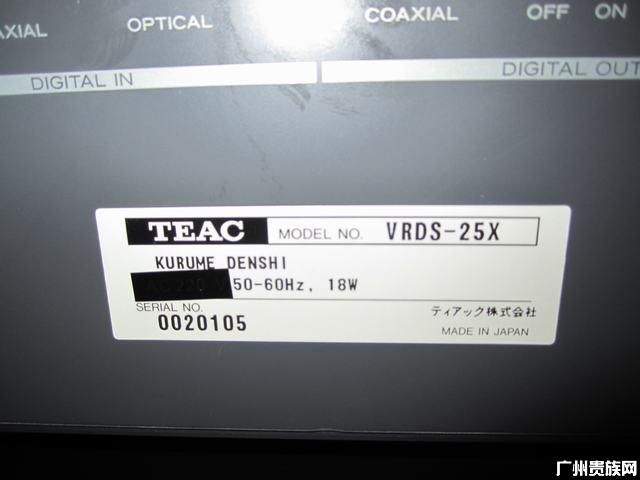 OPTICAL COAXIAL OFF ON
DIGITAL IN DIGITAL OUT
TEAC MODEL NO. VRDS-25X
KURUME DENSHI
50-60Hz, 18W
SERIAL NO.
0020105
ティアック株式会社
MADE IN JAPAN
广州贵族网